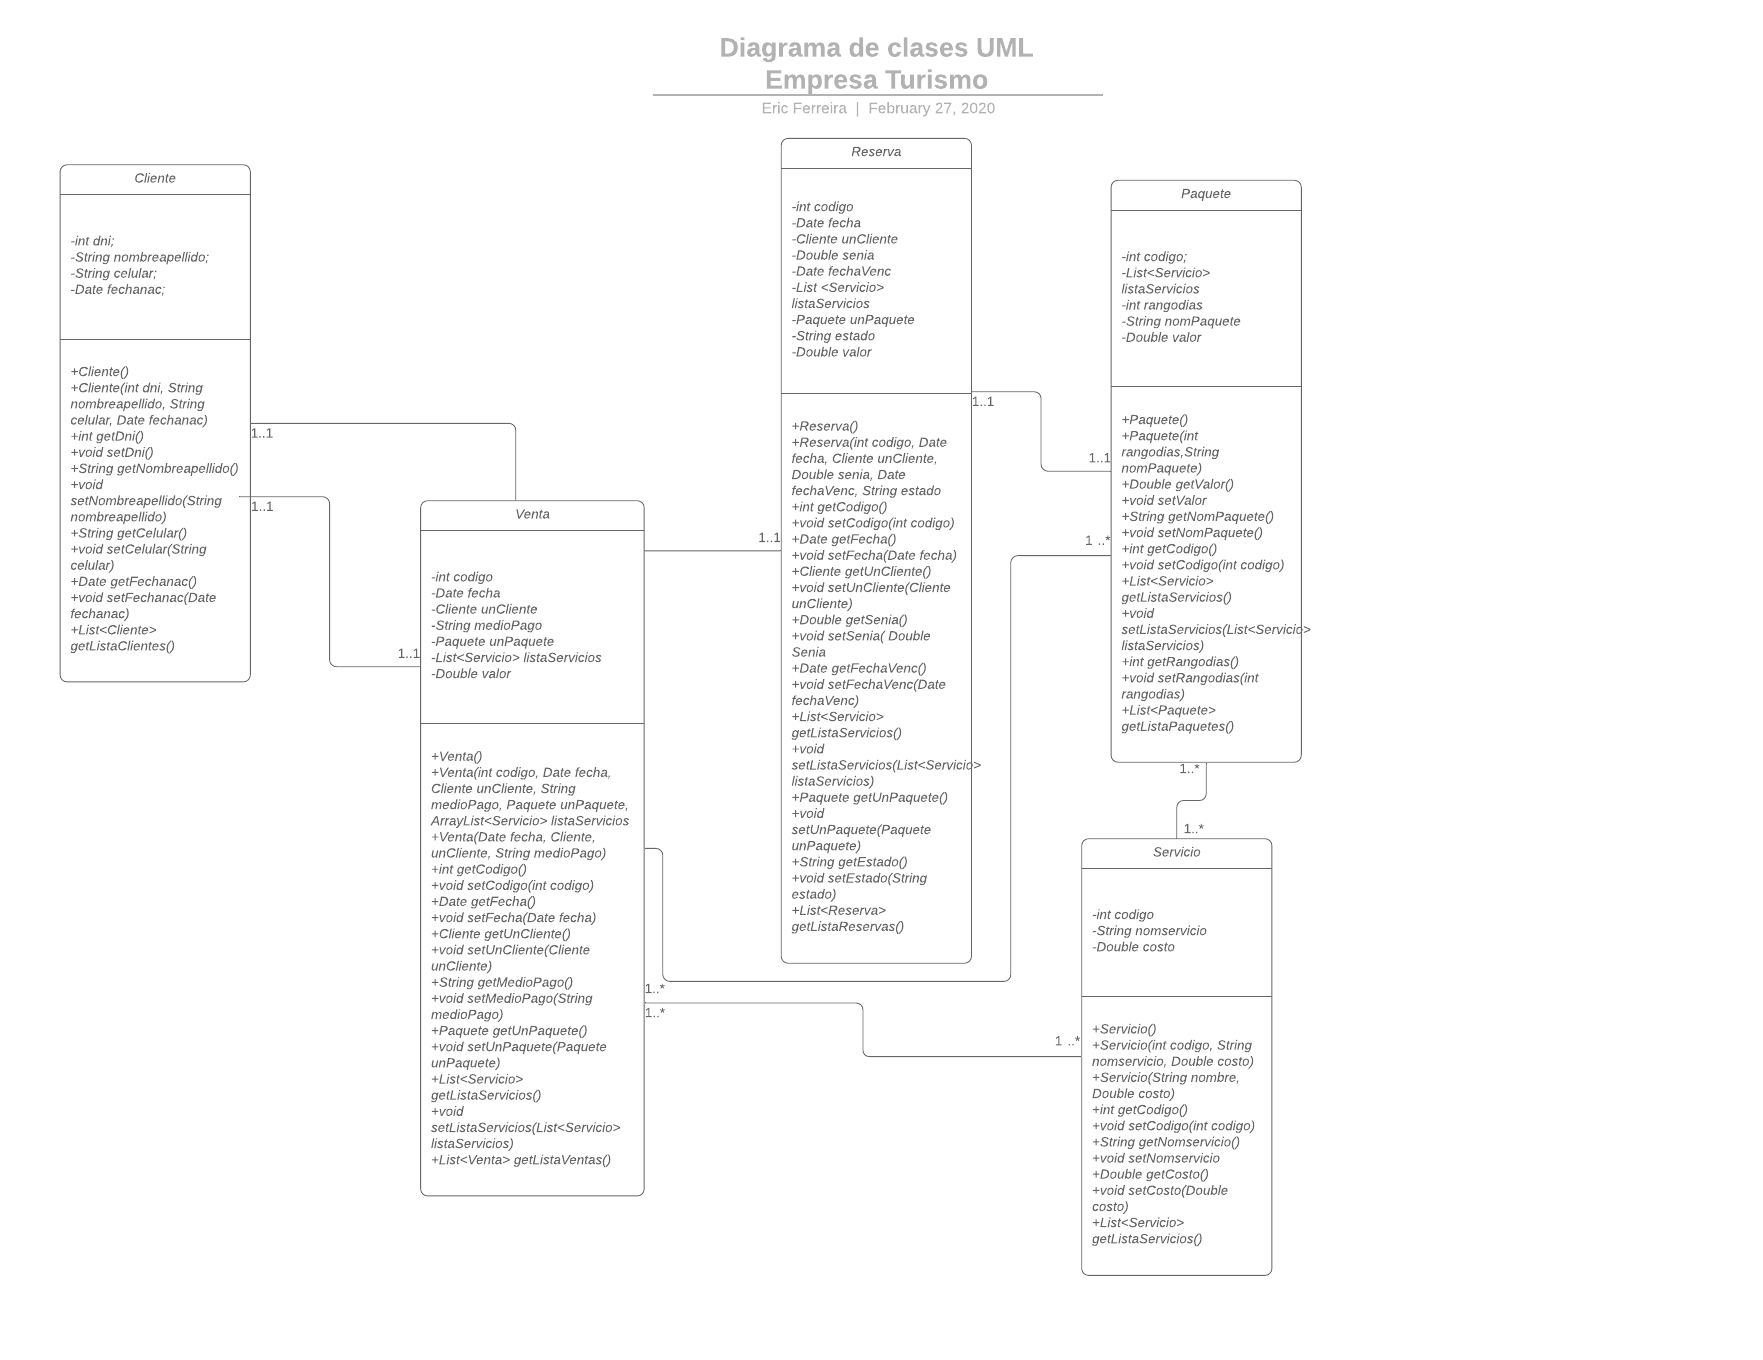 Diagrama de clases UML
Empresa Turismo
Eric Ferreira | February 27, 2020
Cliente
-int dni;
-String nombreapellido;
-String celular;
-Date fechanac;
+Cliente()
+Cliente(int dni, String
nombreapellido, String
celular, Date fechanac)
+int getDni()
+void setDni()
+String getNombreapellido()
+void
setNombreapellido(String
nombreapellido)
+String getCelular()
+void setCelular(String
celular)
+Date getFechanac()
+void setFechanac(Date
fechanac)
+List<Cliente>
getListaClientes()
1..1
1..1
1..1
Venta
-int codigo
-Date fecha
-Cliente unCliente
-String medioPago
-Paquete unPaquete
-List<Servicio> listaServicios
-Double valor
+Venta()
+Venta(int codigo, Date fecha,
Cliente unCliente, String
medioPago, Paquete unPaquete,
ArrayList<Servicio> listaServicios
+Venta(Date fecha, Cliente,
unCliente, String medioPago)
+int getCodigo()
+void setCodigo(int codigo)
+Date getFecha()
+void setFecha(Date fecha)
+Cliente getUnCliente()
+void setUnCliente(Cliente
unCliente)
+String getMedioPago()
+void setMedioPago(String
medioPago)
+Paquete getUnPaquete()
+void setUnPaquete(Paquete
unPaquete)
+List<Servicio>
getListaServicios()
+void
setListaServicios(List<Servicio>
listaServicios)
+List<Venta> getListaVentas()
1..*
1..*
1..1
Reserva
-int codigo
-Date fecha
-Cliente unCliente
-Double senia
-Date fechaVenc
-List <Servicio>
listaServicios
-Paquete unPaquete
-String estado
-Double valor
+Reserva()
+Reserva(int codigo, Date
fecha, Cliente unCliente,
Double senia, Date
fechaVenc, String estado
+int getCodigo()
+void setCodigo(int codigo)
+Date getFecha()
+void setFecha(Date fecha)
+Cliente getUnCliente()
+void setUnCliente(Cliente
unCliente)
+Double getSenia()
+void setSenia( Double
Senia
+Date getFechaVenc()
+void setFechaVenc(Date
fechaVenc)
+List<Servicio>
getListaServicios()
+void
setListaServicios(List<Servicio>
listaServicios)
+Paquete getUnPaquete()
+void
setUnPaquete(Paquete
unPaquete)
+String getEstado()
+void setEstado(String
estado)
+List<Reserva>
getListaReservas()
1..1
1..1
1 ..*
Paquete
-int codigo;
-List<Servicio>
listaServicios
-int rangodias
-String nomPaquete
-Double valor
+Paquete()
+Paquete(int
rangodias,String
nomPaquete)
+Double getValor()
+void setValor
+String getNomPaquete()
+void setNomPaquete()
+int getCodigo()
+void setCodigo(int codigo)
+List<Servicio>
getListaServicios()
+void
setListaServicios(List<Servicio>
listaServicios)
+int getRangodias()
+void setRangodias(int
rangodias)
+List<Paquete>
getListaPaquetes()
1..*
1..*
1 ..*
Servicio
-int codigo
-String nomservicio
-Double costo
+Servicio()
+Servicio(int codigo, String
nomservicio, Double costo)
+Servicio(String nombre,
Double costo)
+int getCodigo()
+void setCodigo(int codigo)
+String getNomservicio()
+void setNomservicio
+Double getCosto()
+void setCosto(Double
costo)
+List<Servicio>
getListaServicios()